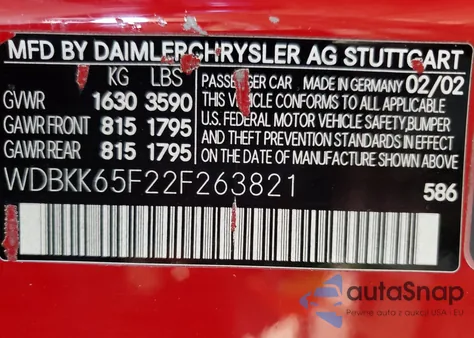 MFD BY DAIMLERCHRYSLER AG STUTTGART
KG LBS
GVWR 1630 3590
GAWR FRONT 815 1795
GAWR REAR 815 1795
PASSENGER CAR MADE IN GERMANY 02/02
THIS VEHICLE CONFORMS TO ALL APPLICABLE
U.S. FEDERAL MOTOR VEHICLE SAFETY, BUMPER
AND THEFT PREVENTION STANDARDS IN EFFECT
ON THE DATE OF MANUFACTURE SHOWN ABOVE
WDBKK65F22F263821
586
autoSnap
Pewne auta z aukcji USA i EU